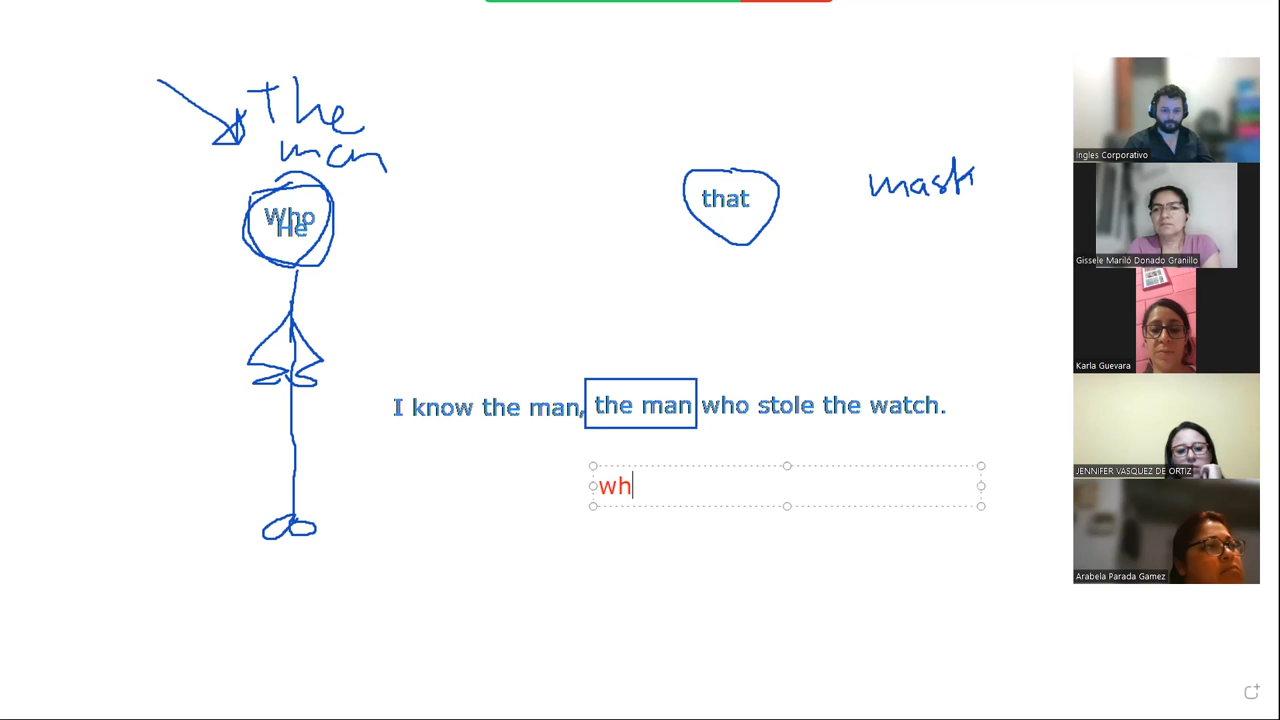 The
man
Who
He
that
I know the man, the man who stole the watch.
wh
Ingles Corporativo
Gissele Mariló Donado Granillo
Karla Guevara
JENNIFER VASQUEZ DE ORTIZ
Arabela Parada Gamez